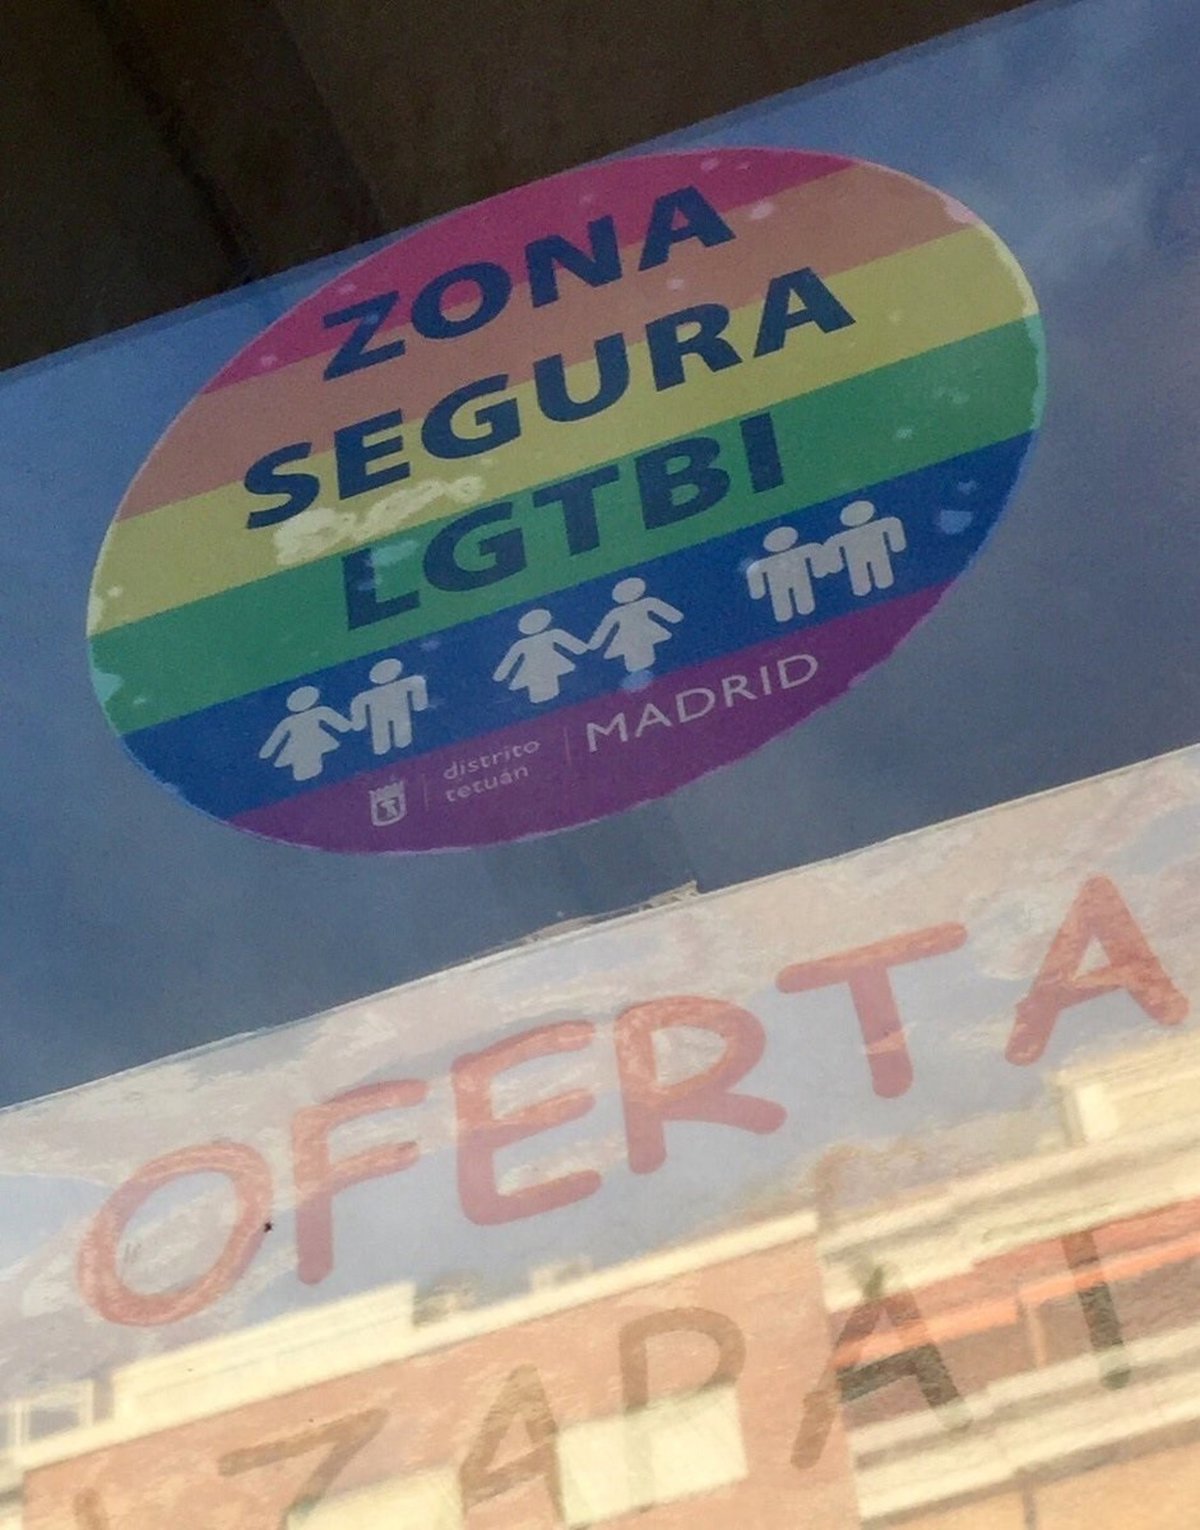 ZONA
SEGURA
LGTBI
distrito
tetuán
MADRID
OFERTA